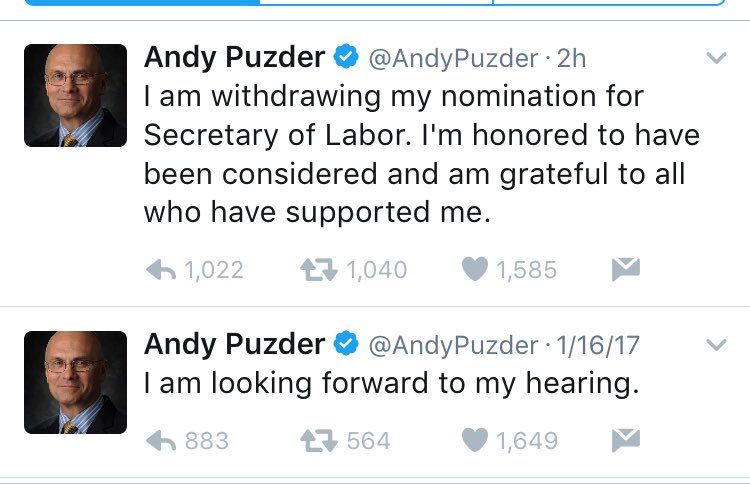 Andy Puzder @AndyPuzder · 2h
I am withdrawing my nomination for
Secretary of Labor. I'm honored to have
been considered and am grateful to all
who have supported me.
1,022 1,040 1,585
Andy Puzder @AndyPuzder · 1/16/17
I am looking forward to my hearing.
883 564 1,649